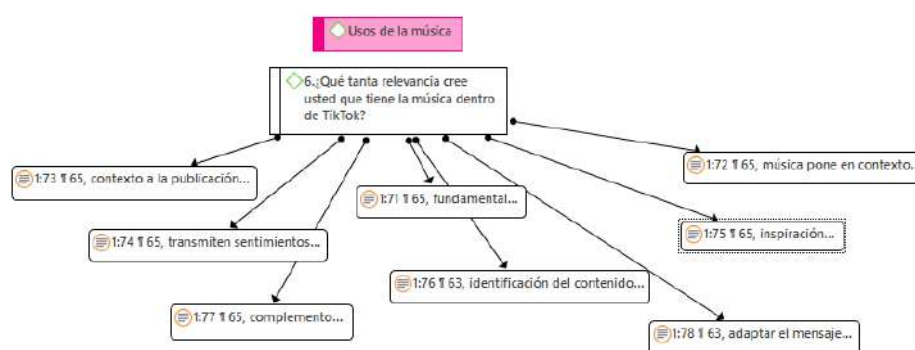 Usos de la música
6.¿Qué tanta relevancia cree
usted que tiene la música dentro
de TikTok?
1:72 ¶ 65, música pone en contexto...
1:73 ¶ 65, contexto a la publicación...
1:71 ¶ 65, fundamental...
1:74 ¶ 65, transmiten sentimientos...
1:75 ¶ 65, inspiración...
1:76 ¶ 63, identificación del contenido...
1:77 ¶ 65, complemento...
1:78 ¶ 63, adaptar el mensaje...